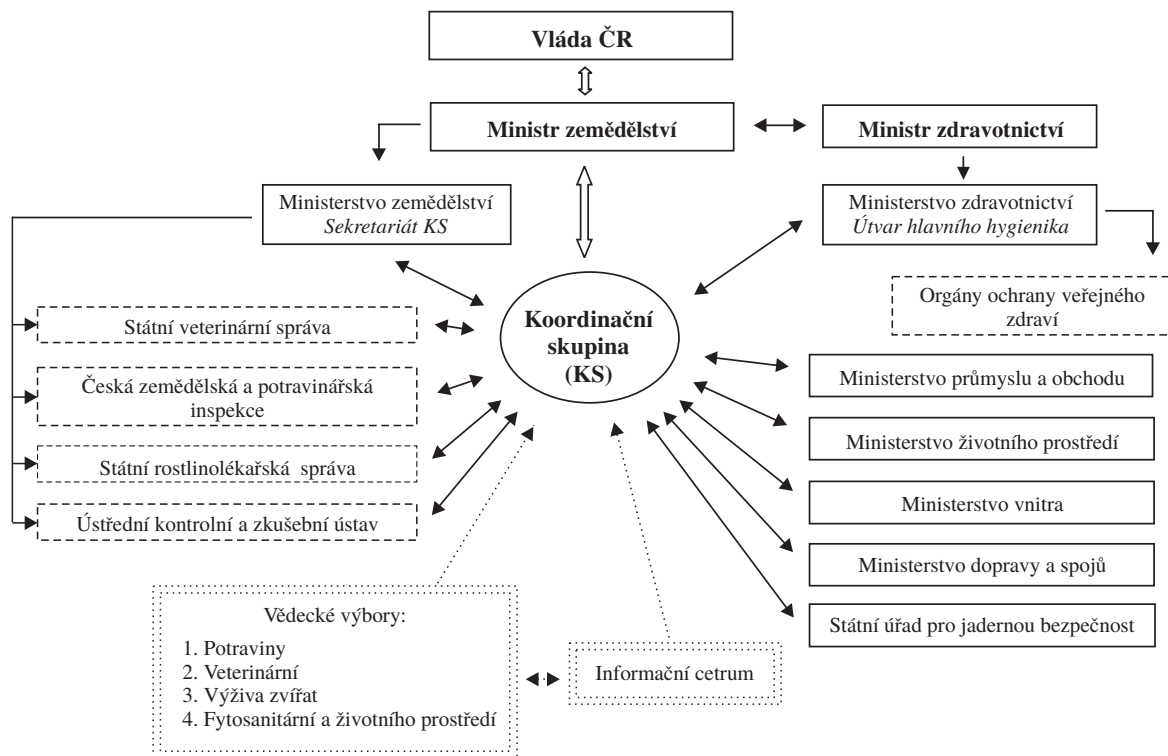 Vláda ČR
Ministr zemědělství
Ministr zdravotnictví
Ministerstvo zemědělství
Sekretariát KS
Ministerstvo zdravotnictví
Útvar hlavního hygienika
Orgány ochrany veřejného
zdraví
Koordinační
skupina
(KS)
Státní veterinární správa
Česká zemědělská a potravinářská
inspekce
Státní rostlinolékařská správa
Ústřední kontrolní a zkušební ústav
Ministerstvo průmyslu a obchodu
Ministerstvo životního prostředí
Ministerstvo vnitra
Ministerstvo dopravy a spojů
Státní úřad pro jadernou bezpečnost
Vědecké výbory:
1. Potraviny
2. Veterinární
3. Výživa zvířat
4. Fytosanitární a životního prostředí
Informační cetrum